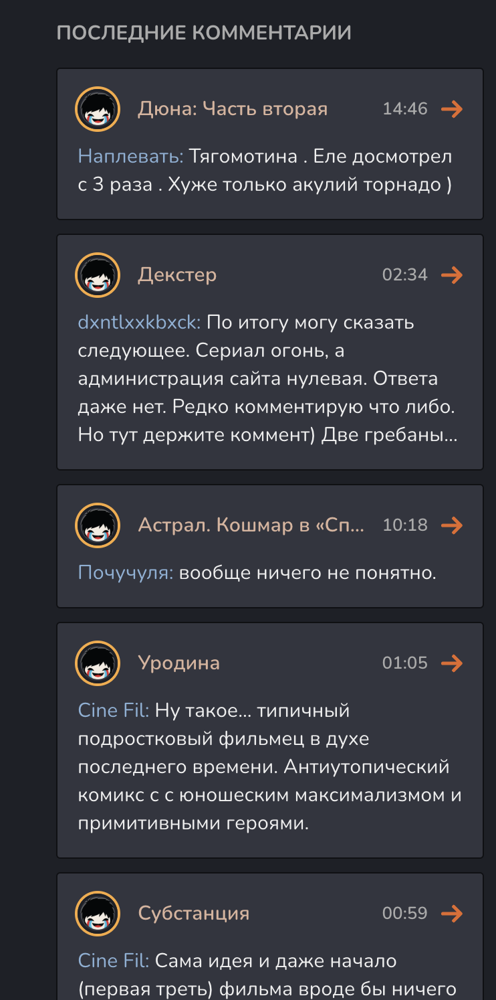 ПОСЛЕДНИЕ КОММЕНТАРИИ
Дюна: Часть вторая 14:46
Наплевать: Тягомотина . Еле досмотрел
с 3 раза . Хуже только акулий торнадо )
Декстер 02:34
dxntlxxkbxck: По итогу могу сказать
следующее. Сериал огонь, а
администрация сайта нулевая. Ответа
даже нет. Редко комментирую что либо.
Но тут держите коммент) Две гребаны...
Астрал. Кошмар в «Сп... 10:18
Почучуля: вообще ничего не понятно.
Уродина 01:05
Cine Fil: Ну такое... типичный
подростковый фильмец в духе
последнего времени. Антиутопический
комикс с с юношеским максимализмом и
примитивными героями.
Субстанция 00:59
Cine Fil: Сама идея и даже начало
(первая треть) фильма вроде бы ничего